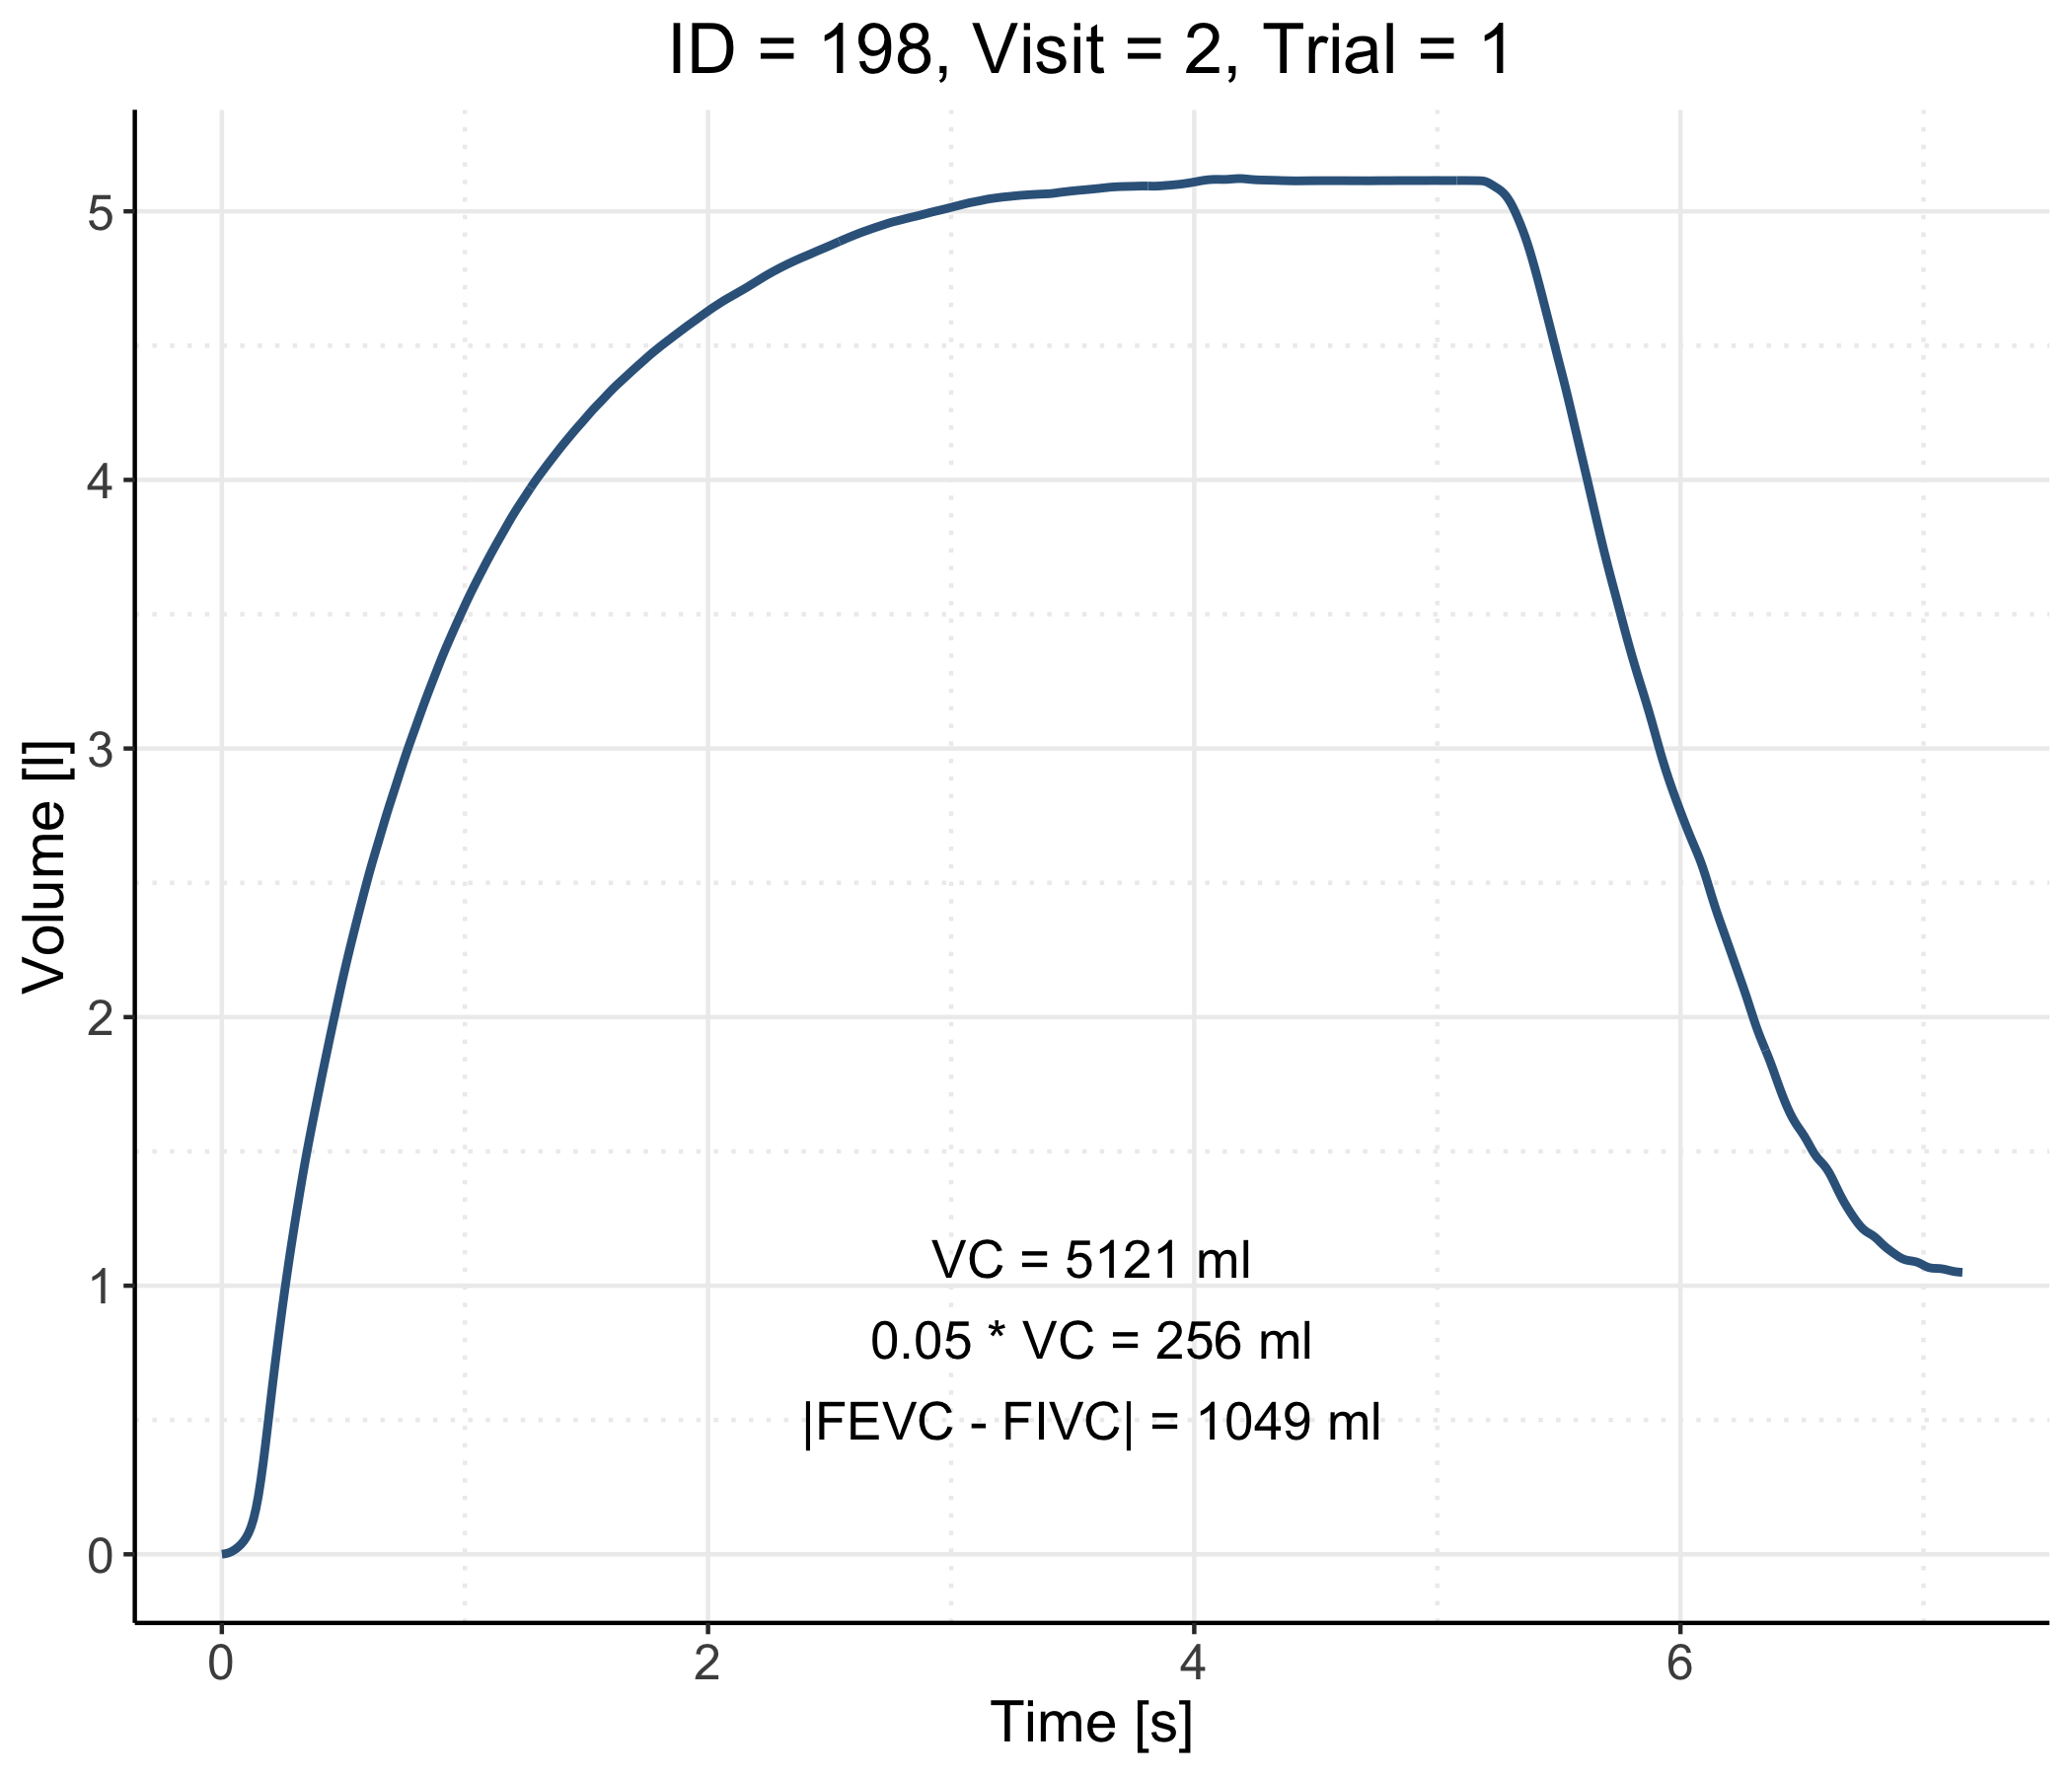 ID = 198, Visit = 2, Trial = 1
Volume [l]
5
4
3
2
1
0
VC = 5121 ml
0.05 * VC = 256 ml
|FEVC - FIVC| = 1049 ml
0 2 4 6
Time [s]